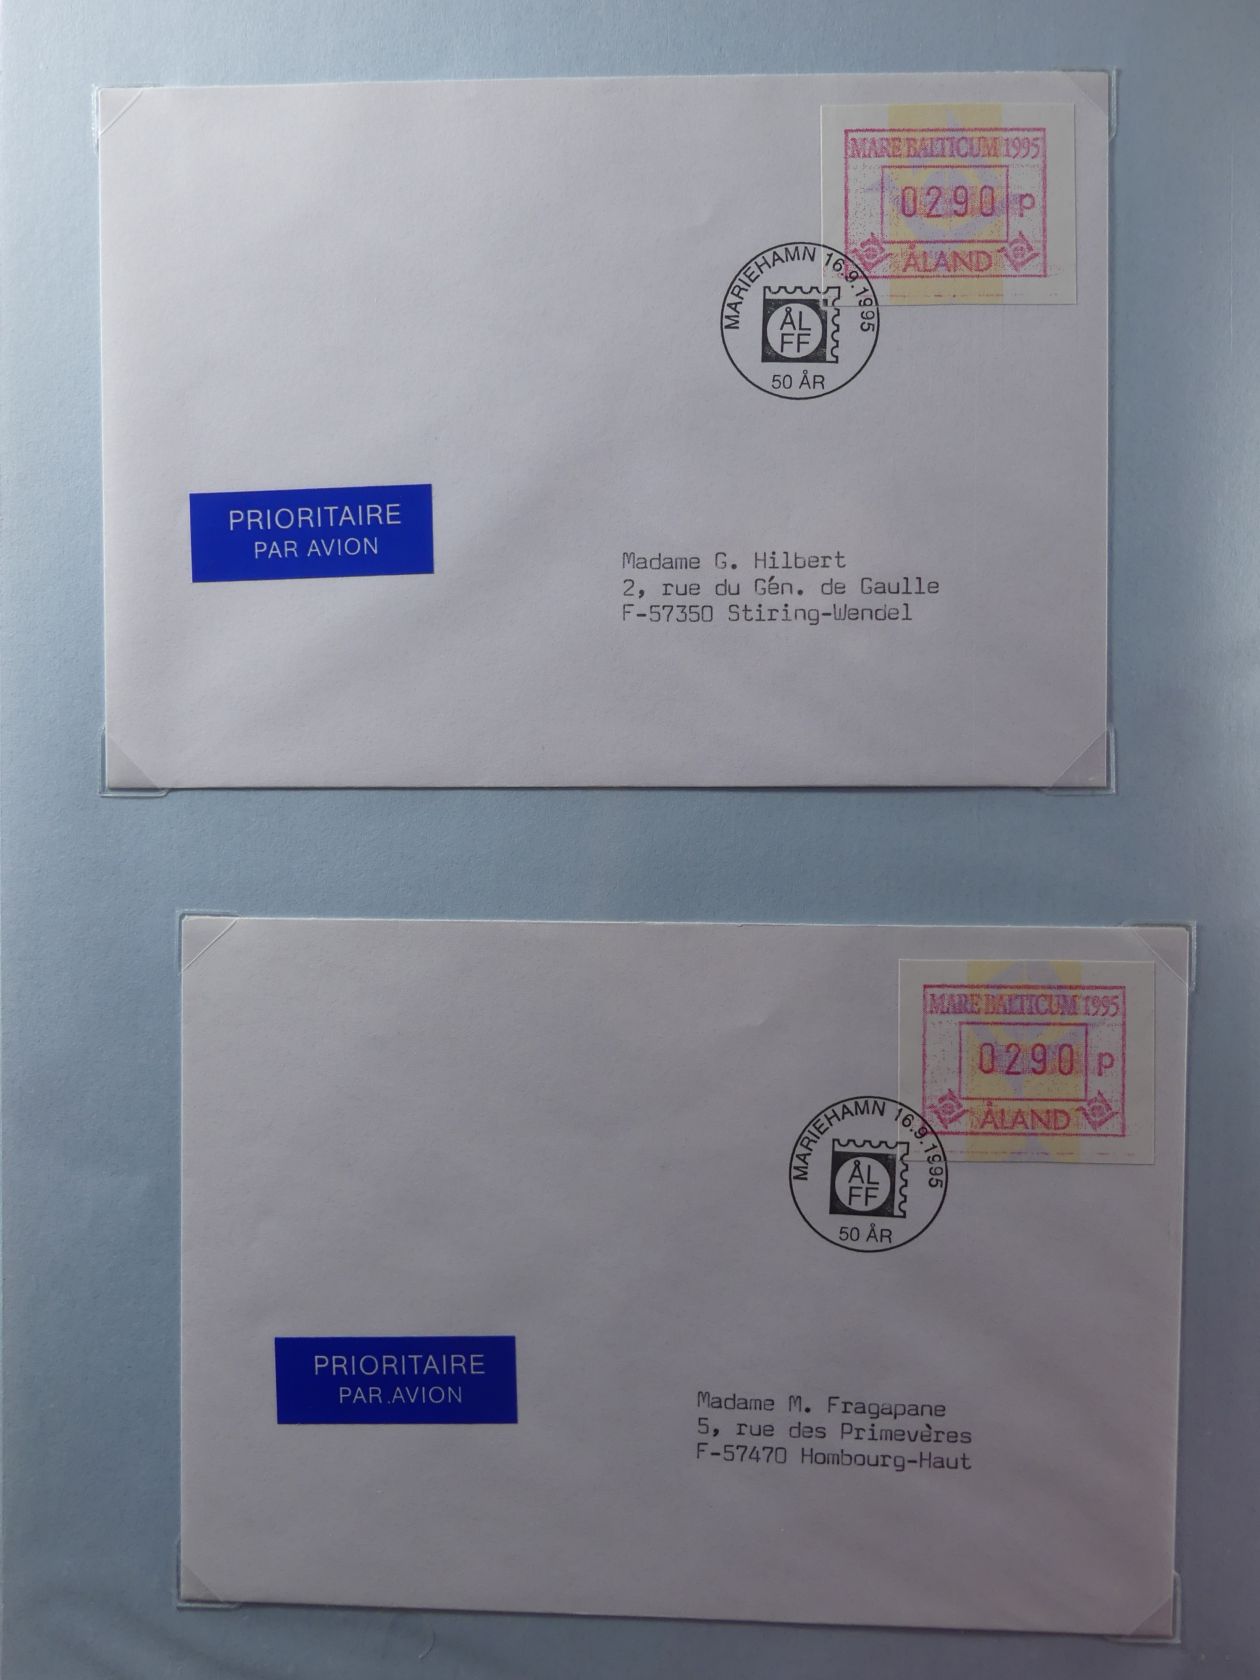 MARE BALTICUM 1995
0290 p
ÅLAND
MARIEHAMN 16.9.1995
ÅL
FF
50 ÅR
PRIORITAIRE
PAR AVION
Madame G. Hilbert
2, rue du Gén. de Gaulle
F-57350 Stiring-Wendel
MARE BALTICUM 1995
0290 p
ÅLAND
MARIEHAMN 16.9.1995
ÅL
FF
50 ÅR
PRIORITAIRE
PAR AVION
Madame M. Fragapane
5, rue des Primevères
F-57470 Hombourg-Haut